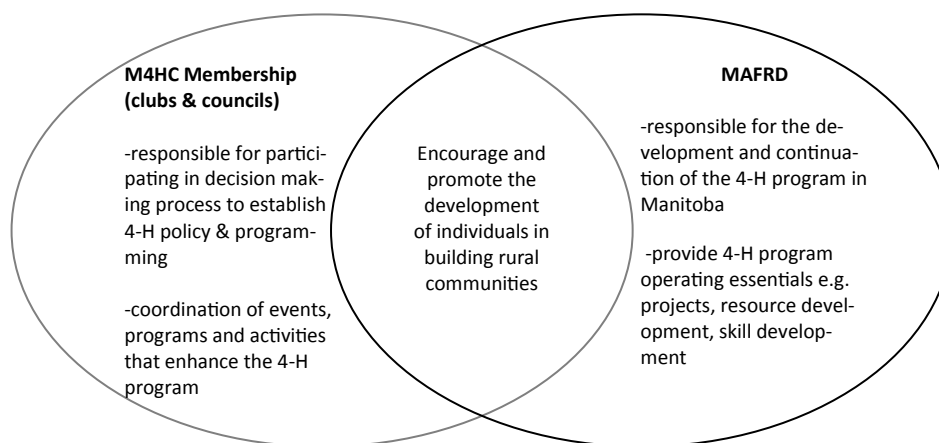 M4HC Membership
(clubs & councils)
-responsible for partici-
pating in decision mak-
ing process to establish
4-H policy & program-
ming
-coordination of events,
programs and activities
that enhance the 4-H
program
Encourage and
promote the
development
of individuals in
building rural
communities
MAFRD
-responsible for the de-
velopment and continua-
tion of the 4-H program in
Manitoba
-provide 4-H program
operating essentials e.g.
projects, resource devel-
opment, skill develop-
ment